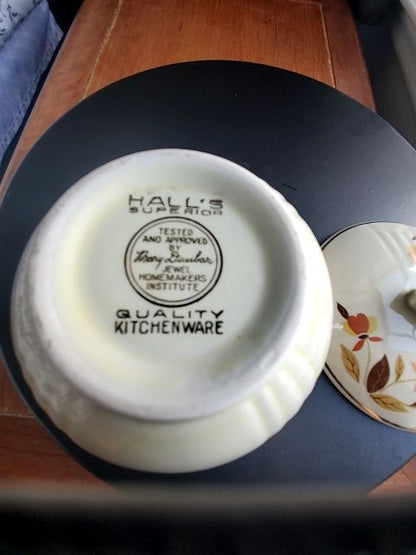 HALL'S
SUPERIOR
TESTED
AND APPROVED
BY
Mary Dunbar
JEWEL
HOMEMAKERS
INSTITUTE
QUALITY
KITCHENWARE